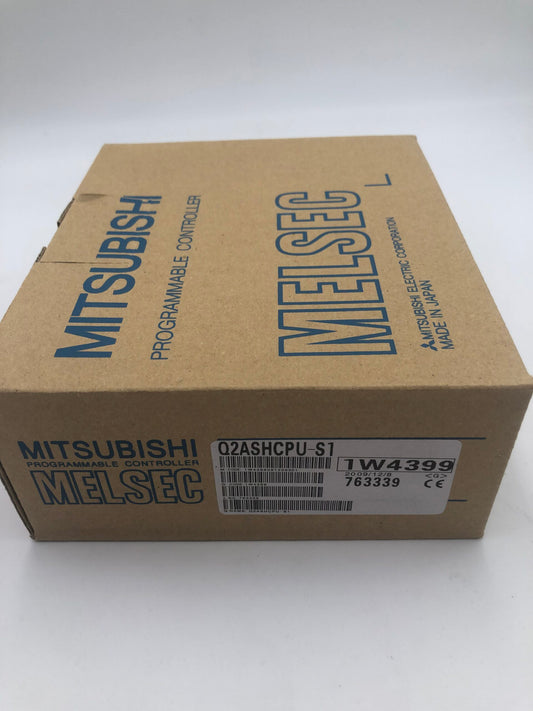 MITSUBISHI
PROGRAMMABLE CONTROLLER
MELSEC
MITSUBISHI ELECTRIC CORPORATION
MADE IN JAPAN
MITSUBISHI
PROGRAMMABLE CONTROLLER
MELSEC
Q2ASHCPU-S1
1W4399
2009/12/8 <G>
763339 CE